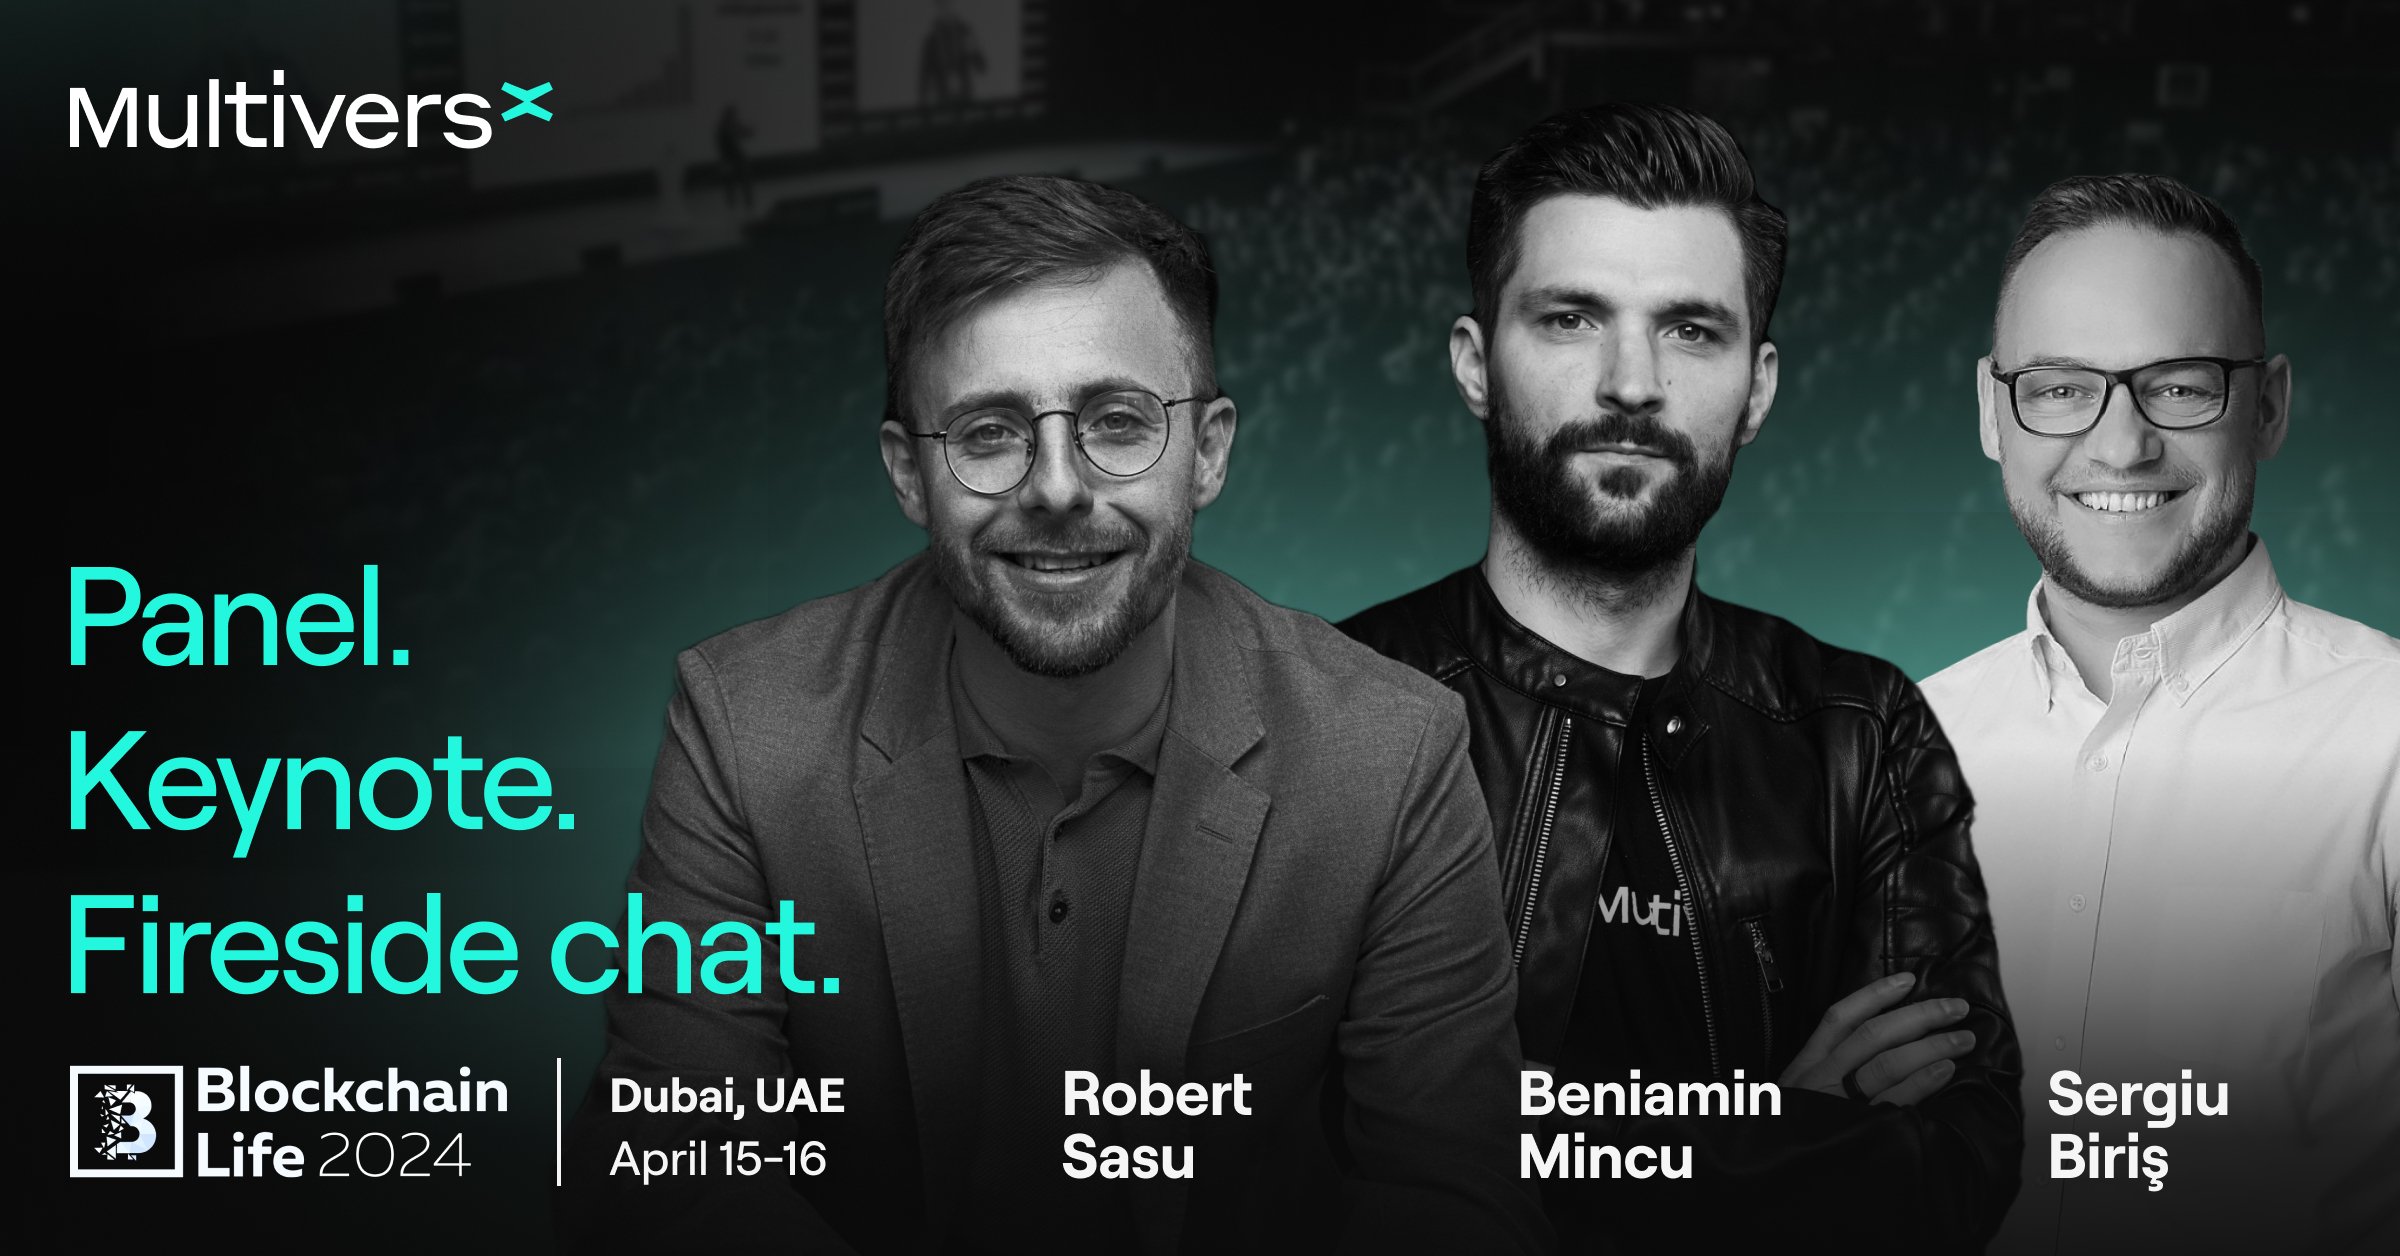 MultiversX
Panel.
Keynote.
Fireside chat.
Blockchain
Life 2024
Dubai, UAE
April 15-16
Robert
Sasu
Beniamin
Mincu
Sergiu
Biriş
Multi